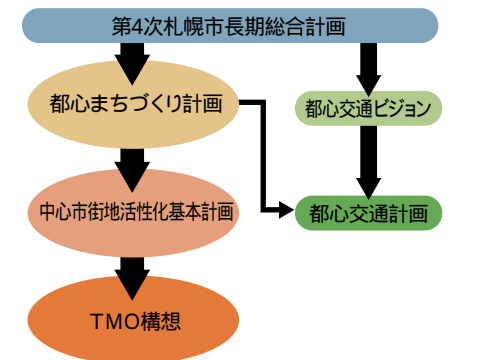 第4次札幌市長期総合計画
都心まちづくり計画
都心交通ビジョン
中心市街地活性化基本計画
都心交通計画
TMO構想